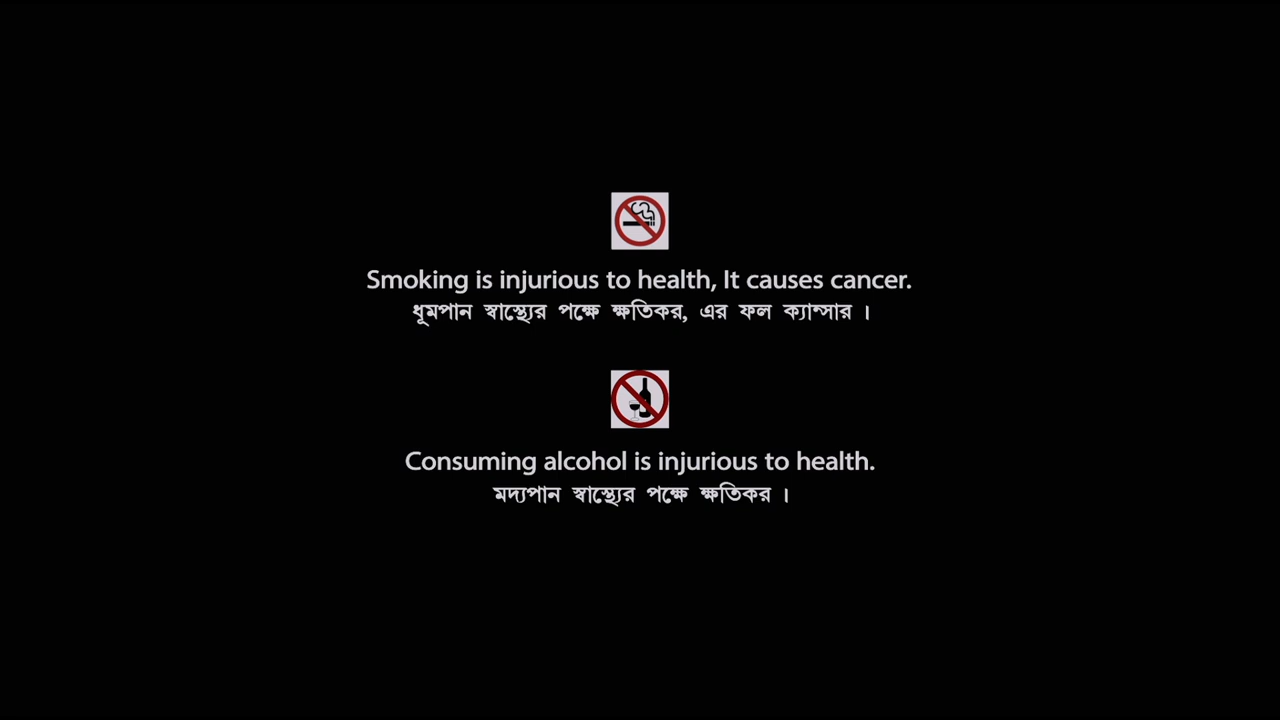 Smoking is injurious to health, It causes cancer.
ধূমপান স্বাস্থ্যের পক্ষে ক্ষতিকর, এর ফল ক্যান্সার ।
Consuming alcohol is injurious to health.
মদ্যপান স্বাস্থ্যের পক্ষে ক্ষতিকর ।